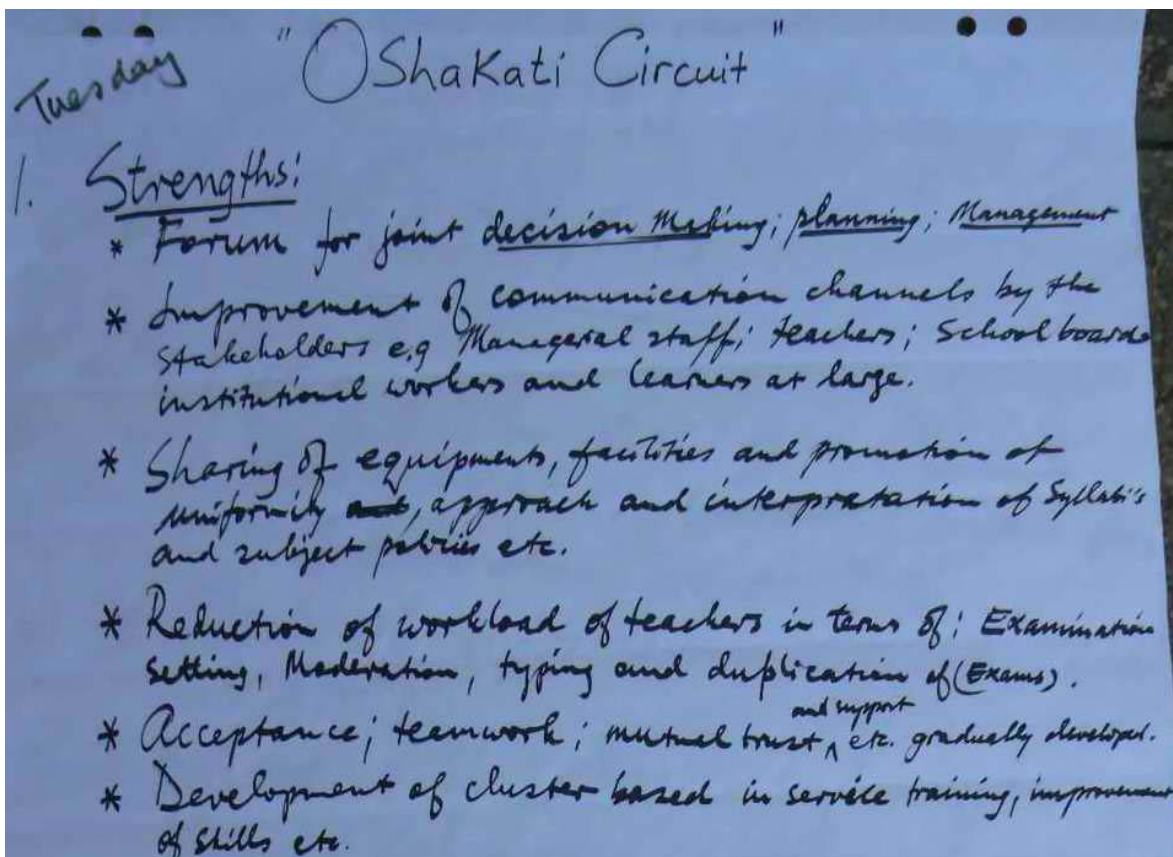 Tuesday "Oshakati Circuit"
1. Strengths:
* Forum for joint decision Making; planning; Management
* Improvement of communication channels by the
stakeholders e.g Managerial staff; teachers; School boards
institutional workers and learners at large.
* Sharing of equipments, facilities and promotion of
uniformity and, approach and interpretation of Syllabi's
and subject policies etc.
* Reduction of workload of teachers in terms of; Examination
setting, Moderation, typing and duplication of (Exams).
* Acceptance; teamwork; mutual trust and support etc. gradually developed.
* Development of cluster based in service training, improvement
of skills etc.